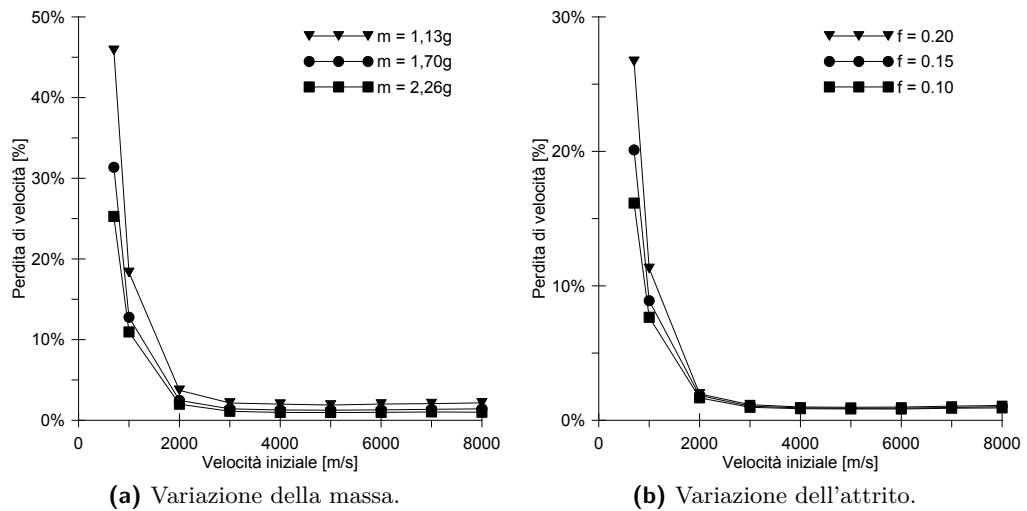 50%
40%
30%
20%
10%
0%
Perdita di velocità [%]
m = 1,13g
m = 1,70g
m = 2,26g
0 2000 4000 6000 8000
Velocità iniziale [m/s]
(a) Variazione della massa.
30%
20%
10%
0%
Perdita di velocità [%]
f = 0.20
f = 0.15
f = 0.10
0 2000 4000 6000 8000
Velocità iniziale [m/s]
(b) Variazione dell'attrito.